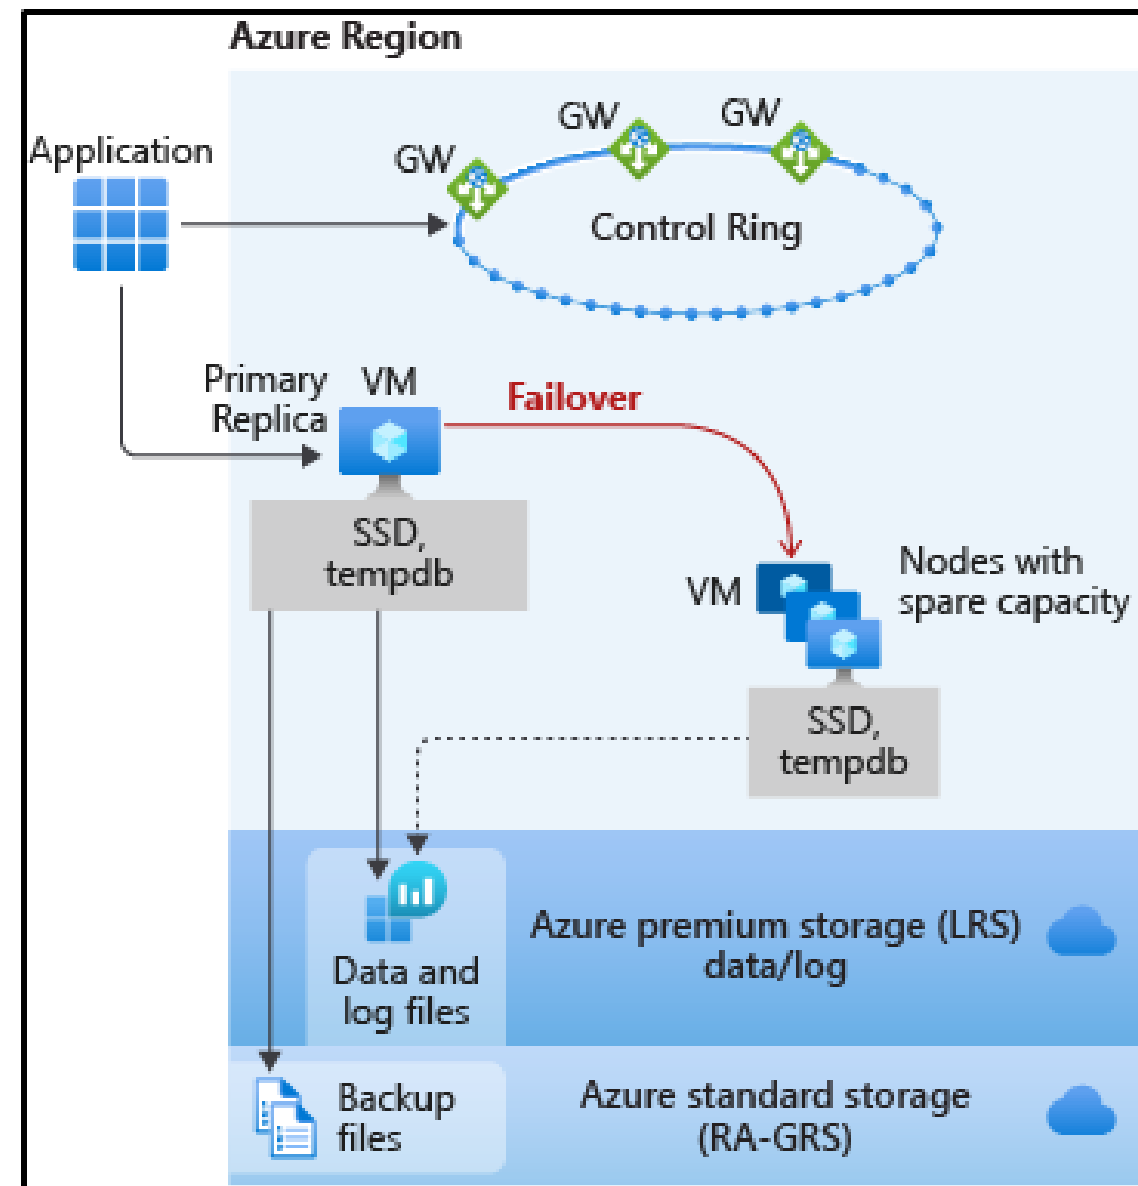 Azure Region
Application
GW
GW
GW
Control Ring
Primary
Replica
VM
Failover
SSD,
tempdb
VM
Nodes with
spare capacity
SSD,
tempdb
Data and
log files
Azure premium storage (LRS)
data/log
Backup
files
Azure standard storage
(RA-GRS)